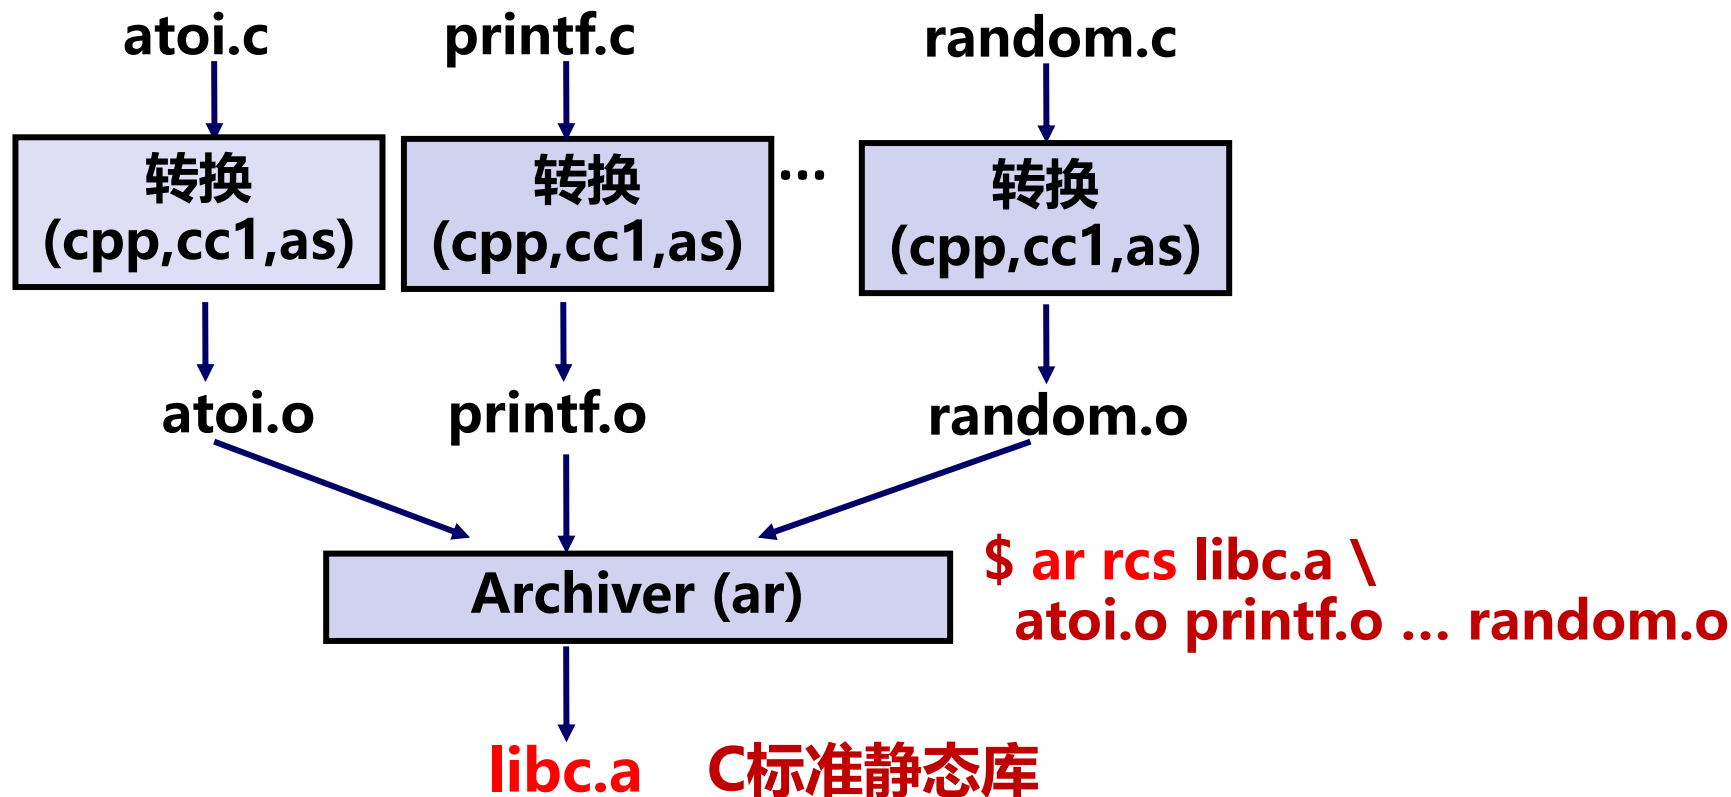 atoi.c
printf.c
random.c
转换
(cpp,cc1,as)
转换
(cpp,cc1,as)
...
转换
(cpp,cc1,as)
atoi.o
printf.o
random.o
Archiver (ar)
$ ar rcs libc.a \
atoi.o printf.o … random.o
libc.a
C标准静态库